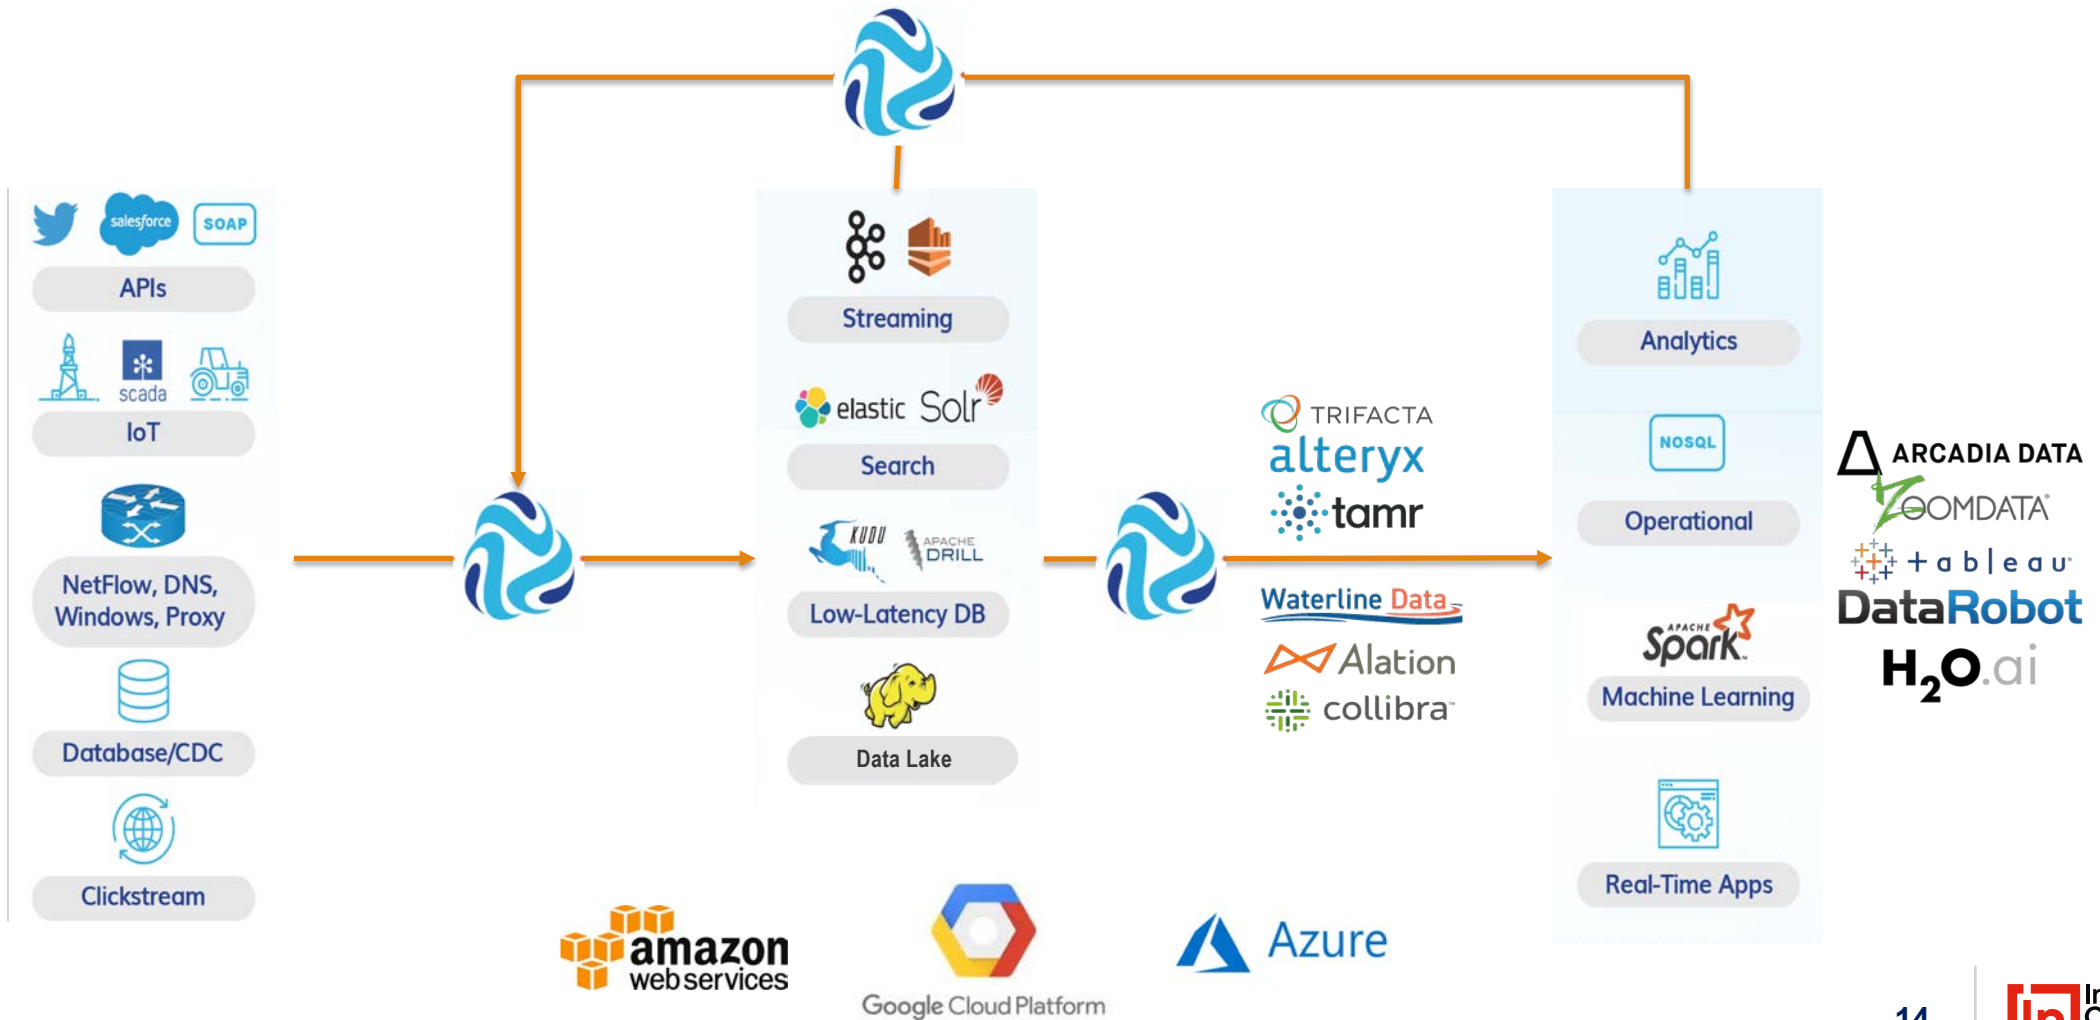 salesforce
SOAP
APIs
scada
IoT
NetFlow, DNS,
Windows, Proxy
Database/CDC
Clickstream
Streaming
elastic
Solr
Search
KUDU
APACHE
DRILL
Low-Latency DB
Data Lake
TRIFACTA
alteryx
tamr
Waterline Data
Alation
collibra
Analytics
NOSQL
Operational
APACHE
Spark
Machine Learning
Real-Time Apps
ARCADIA DATA
ZOOMDATA
+ a b | e a u
DataRobot
H2O.ai
amazon
web services
Google Cloud Platform
Azure
14